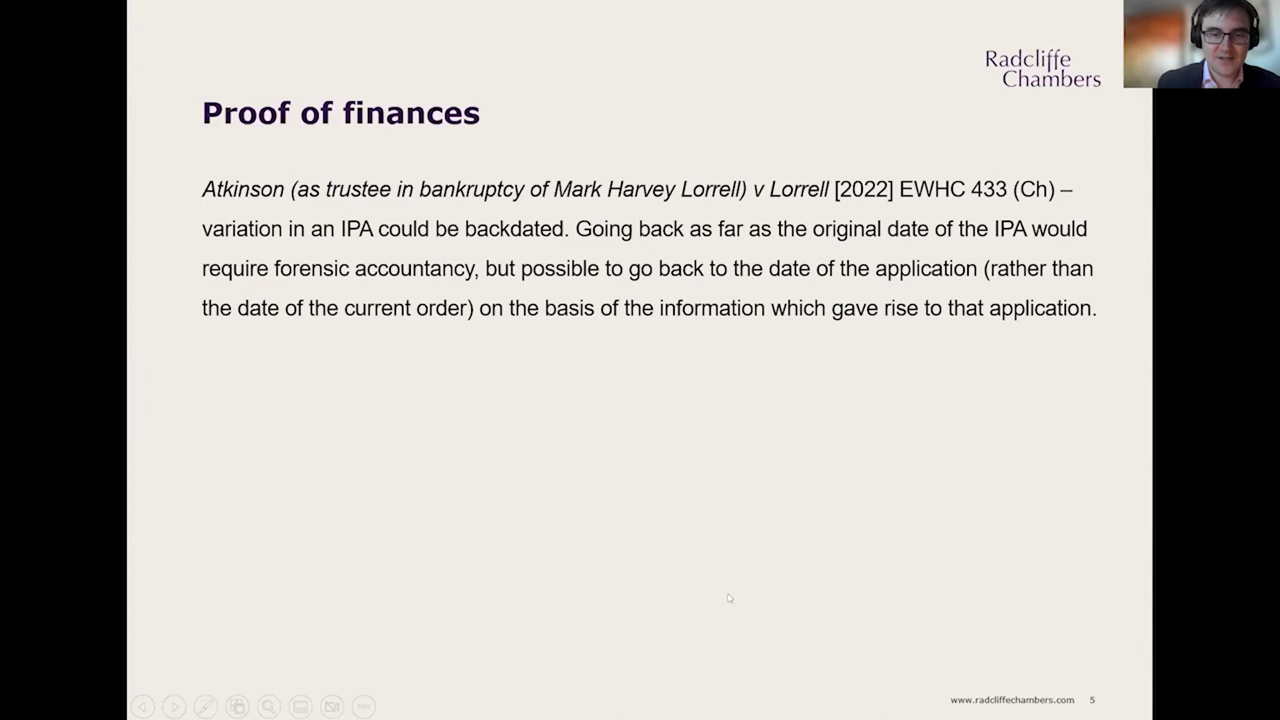 Radcliffe
Chambers
Proof of finances
Atkinson (as trustee in bankruptcy of Mark Harvey Lorrell) v Lorrell [2022] EWHC 433 (Ch) –
variation in an IPA could be backdated. Going back as far as the original date of the IPA would
require forensic accountancy, but possible to go back to the date of the application (rather than
the date of the current order) on the basis of the information which gave rise to that application.
www.radcliffechambers.com 5